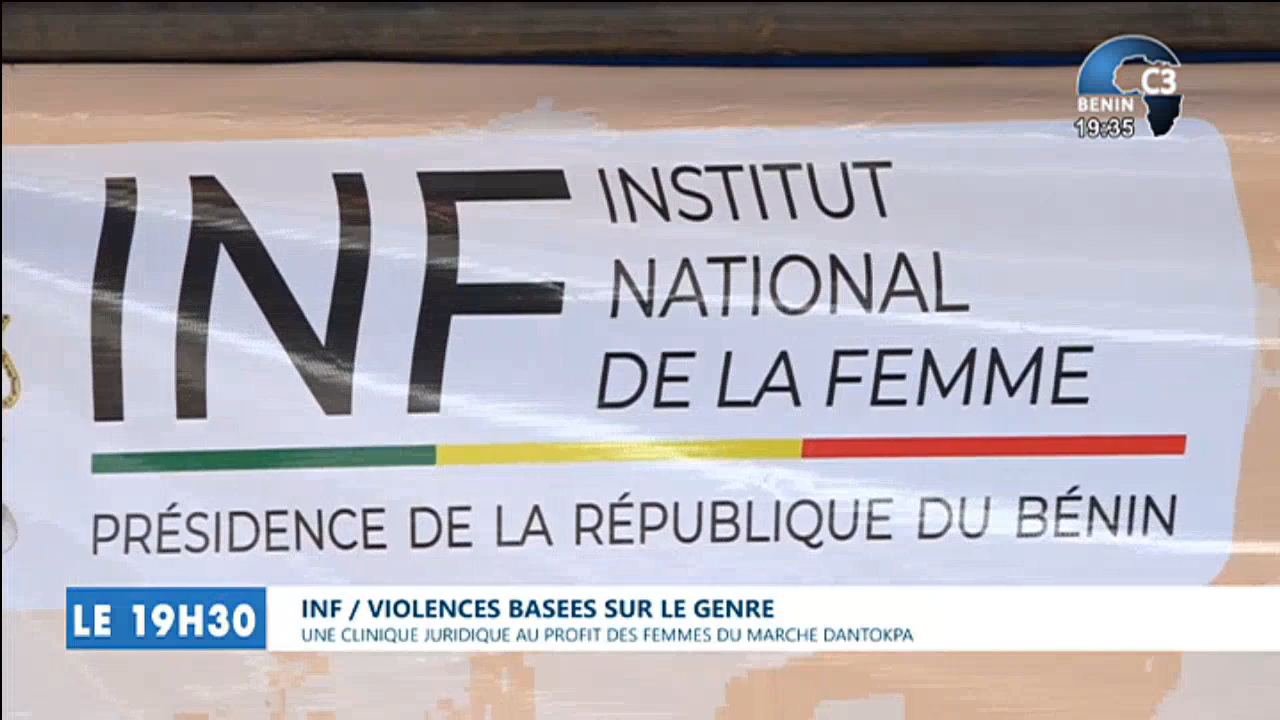 C3
BENIN
19:35
INF
INSTITUT
NATIONAL
DE LA FEMME
PRÉSIDENCE DE LA RÉPUBLIQUE DU BÉNIN
LE 19H30
INF / VIOLENCES BASEES SUR LE GENRE
UNE CLINIQUE JURIDIQUE AU PROFIT DES FEMMES DU MARCHE DANTOKPA